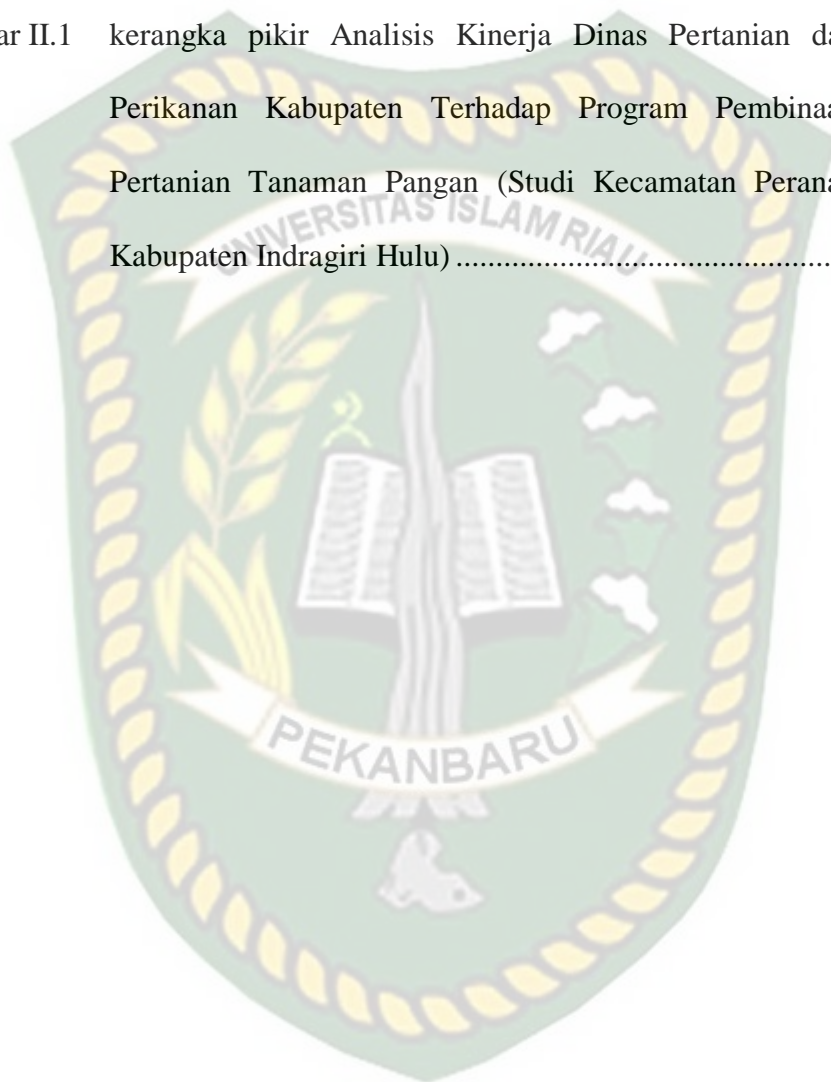 ar II.1 kerangka pikir Analisis Kinerja Dinas Pertanian da
Perikanan Kabupaten Terhadap Program Pembinaa
Pertanian Tanaman Pangan (Studi Kecamatan Perana
Kabupaten Indragiri Hulu) ...............................................
UNIVERSITAS ISLAM RIAU
PEKANBARU